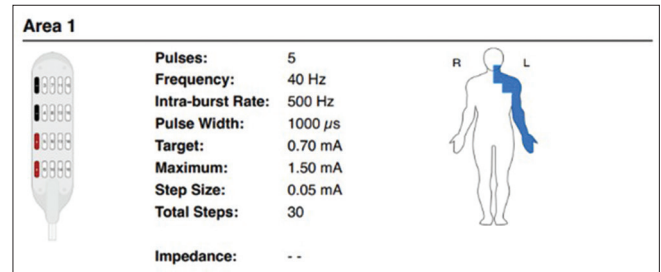 Area 1
Pulses: 5
R L
Frequency: 40 Hz
Intra-burst Rate: 500 Hz
Pulse Width: 1000 μs
Target: 0.70 mA
Maximum: 1.50 mA
Step Size: 0.05 mA
Total Steps: 30
Impedance: - -